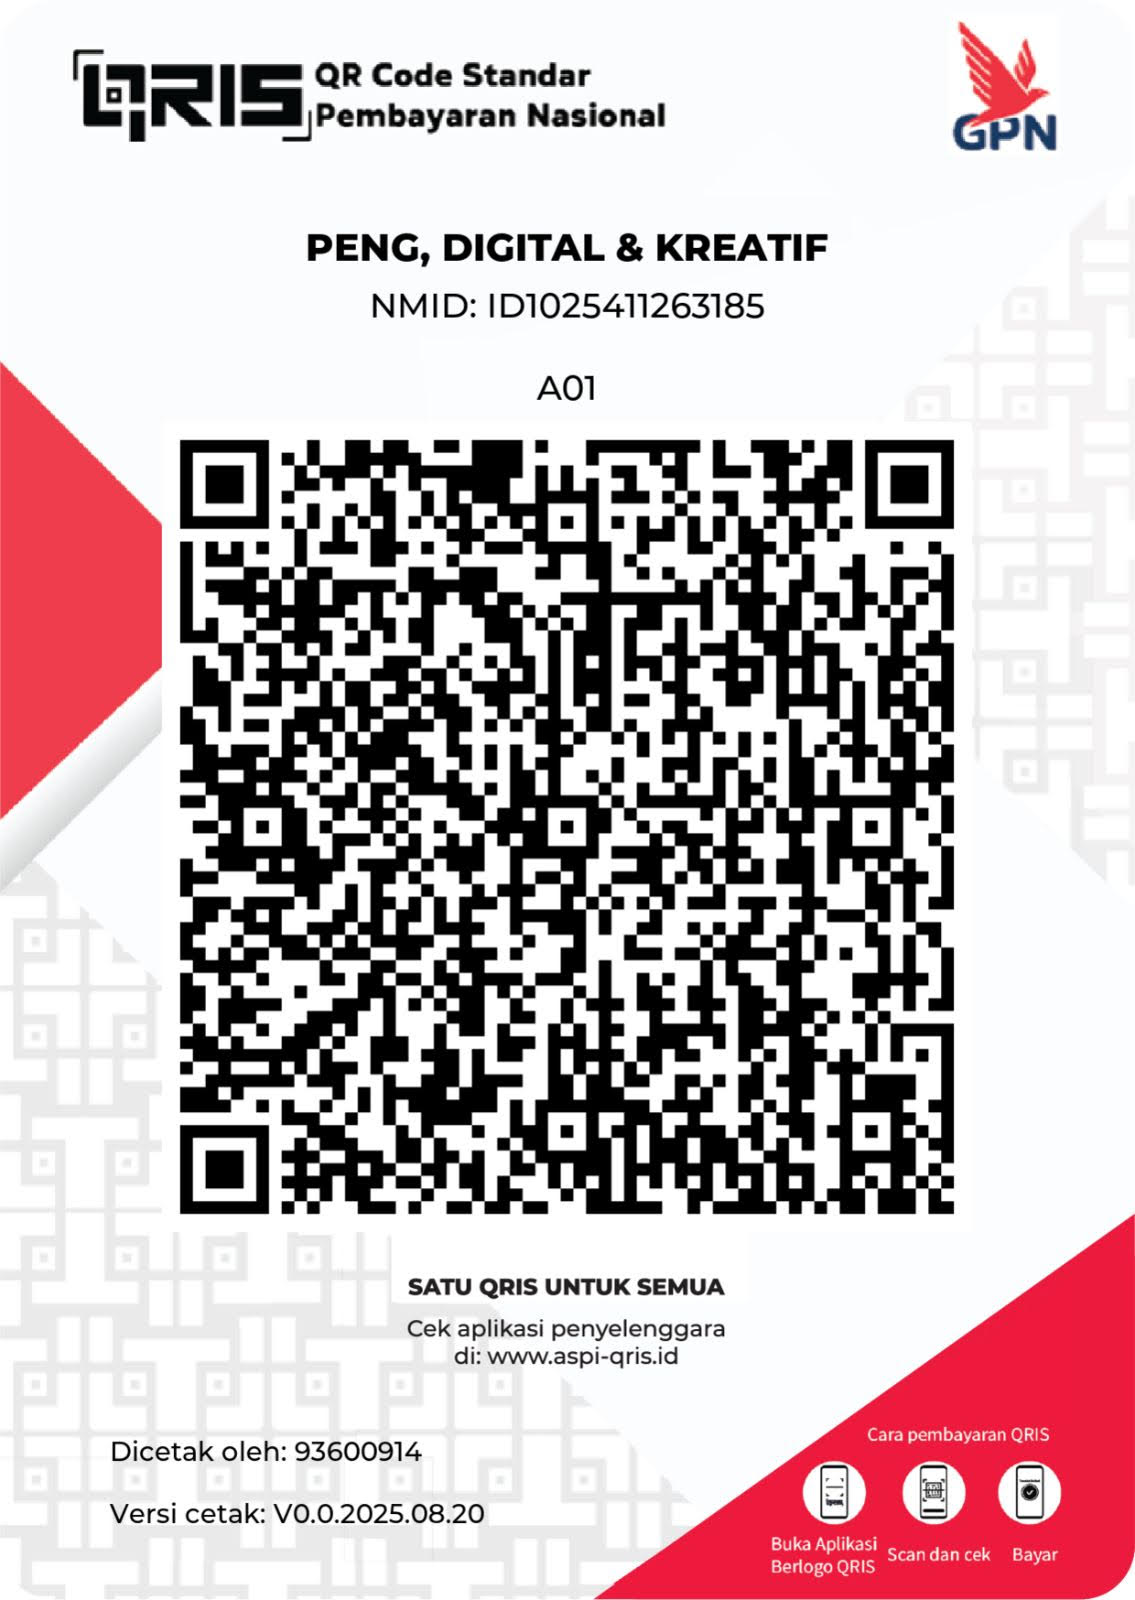 QRIS
QR Code Standar
Pembayaran Nasional
GPN
PENG, DIGITAL & KREATIF
NMID: ID1025411263185
A01
SATU QRIS UNTUK SEMUA
Cek aplikasi penyelenggara
di: www.aspi-qris.id
Dicetak oleh: 93600914
Versi cetak: V0.0.2025.08.20
Cara pembayaran QRIS
Buka Aplikasi
Berlogo QRIS
Scan dan cek
Bayar